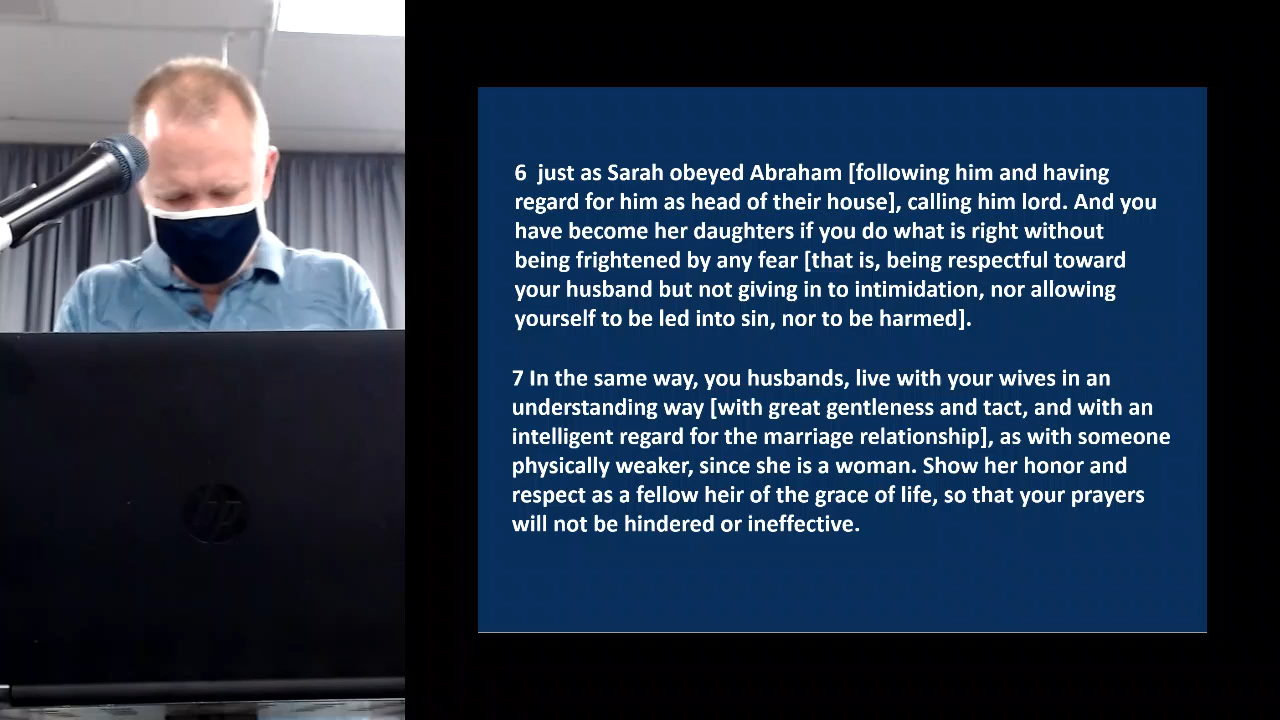 6 just as Sarah obeyed Abraham [following him and having
regard for him as head of their house], calling him lord. And you
have become her daughters if you do what is right without
being frightened by any fear [that is, being respectful toward
your husband but not giving in to intimidation, nor allowing
yourself to be led into sin, nor to be harmed].
7 In the same way, you husbands, live with your wives in an
understanding way [with great gentleness and tact, and with an
intelligent regard for the marriage relationship], as with someone
physically weaker, since she is a woman. Show her honor and
respect as a fellow heir of the grace of life, so that your prayers
will not be hindered or ineffective.
hp